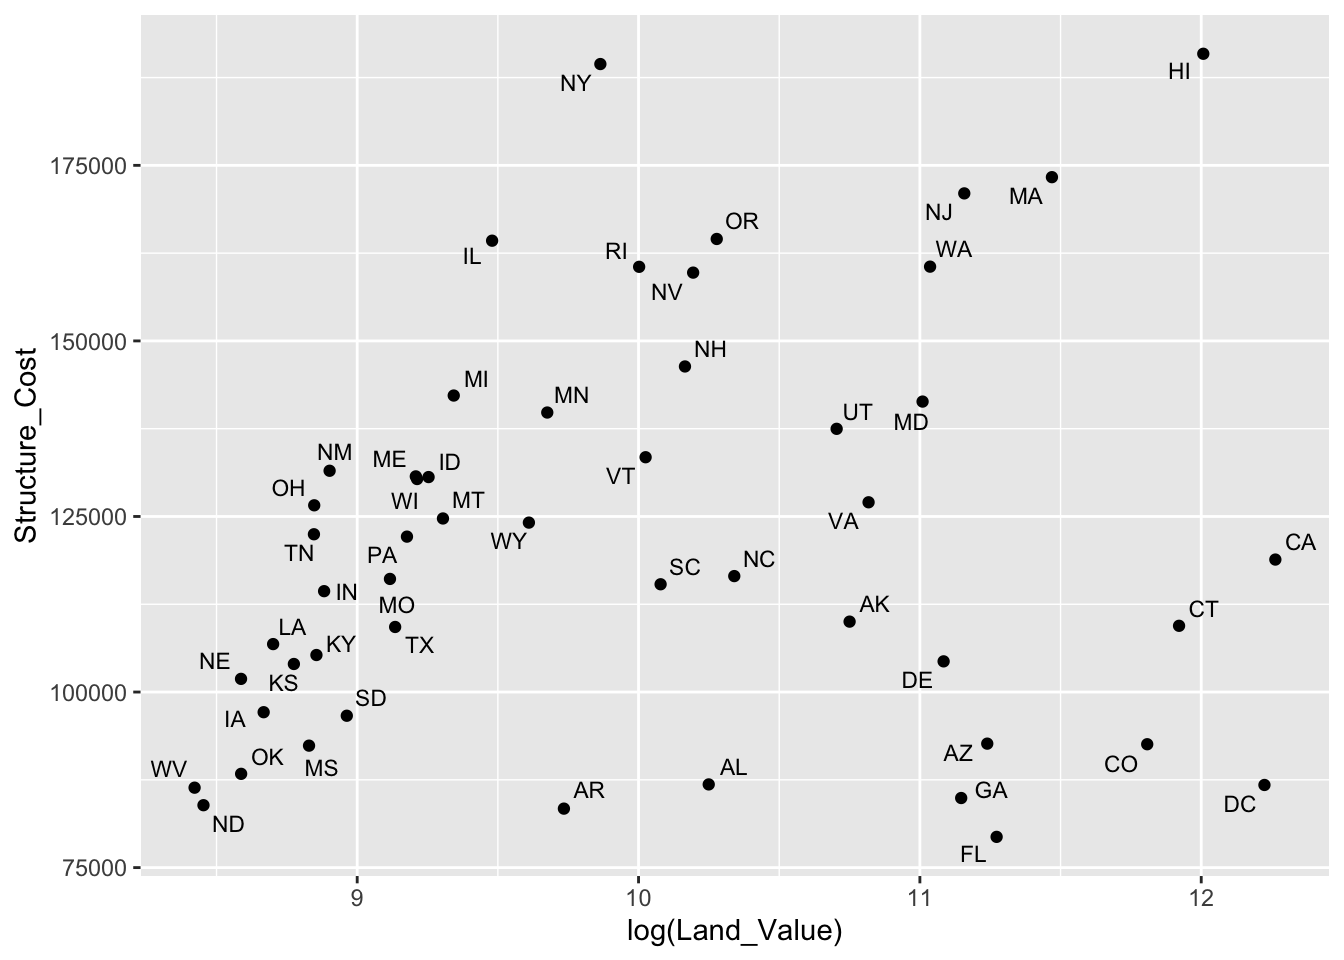 NY
HI
175000
MA
NJ
OR
IL
RI
WA
NV
150000
NH
MI
MN
UT
MD
NM
ME
ID
VT
OH
WI
MT
125000
VA
WY
TN
PA
CA
SC
NC
IN
MO
AK
CT
LA
KY
TX
NE
KS
DE
100000
SD
IA
AZ
OK
CO
WV
MS
AL
AR
GA
DC
ND
FL
75000
Structure_Cost
9
10
11
12
log(Land_Value)